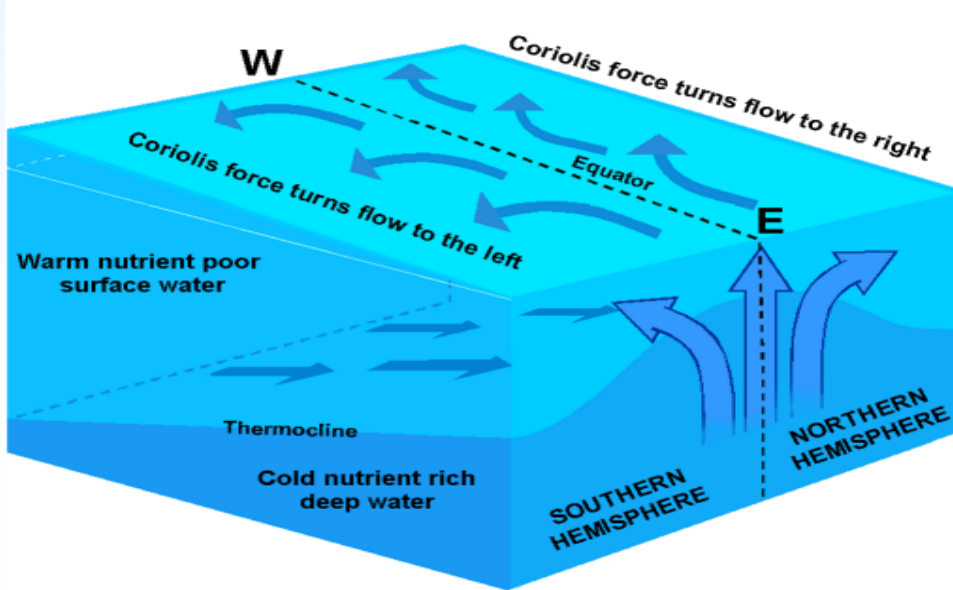 W
Coriolis force turns flow to the right
Equator
Coriolis force turns flow to the left
E
Warm nutrient poor
surface water
Thermocline
Cold nutrient rich
deep water
SOUTHERN
HEMISPHERE
NORTHERN
HEMISPHERE